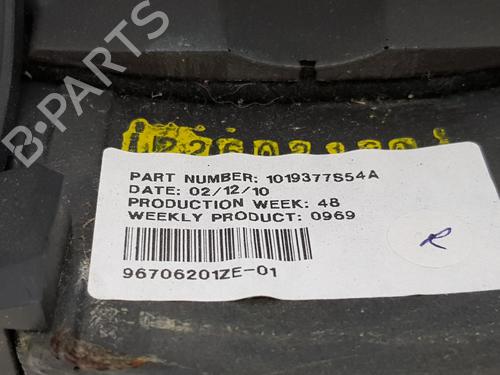 B-PARTS
PART NUMBER: 1019377S54A
DATE: 02/12/10
PRODUCTION WEEK: 48
WEEKLY PRODUCT: 0969
96706201ZE-01
R